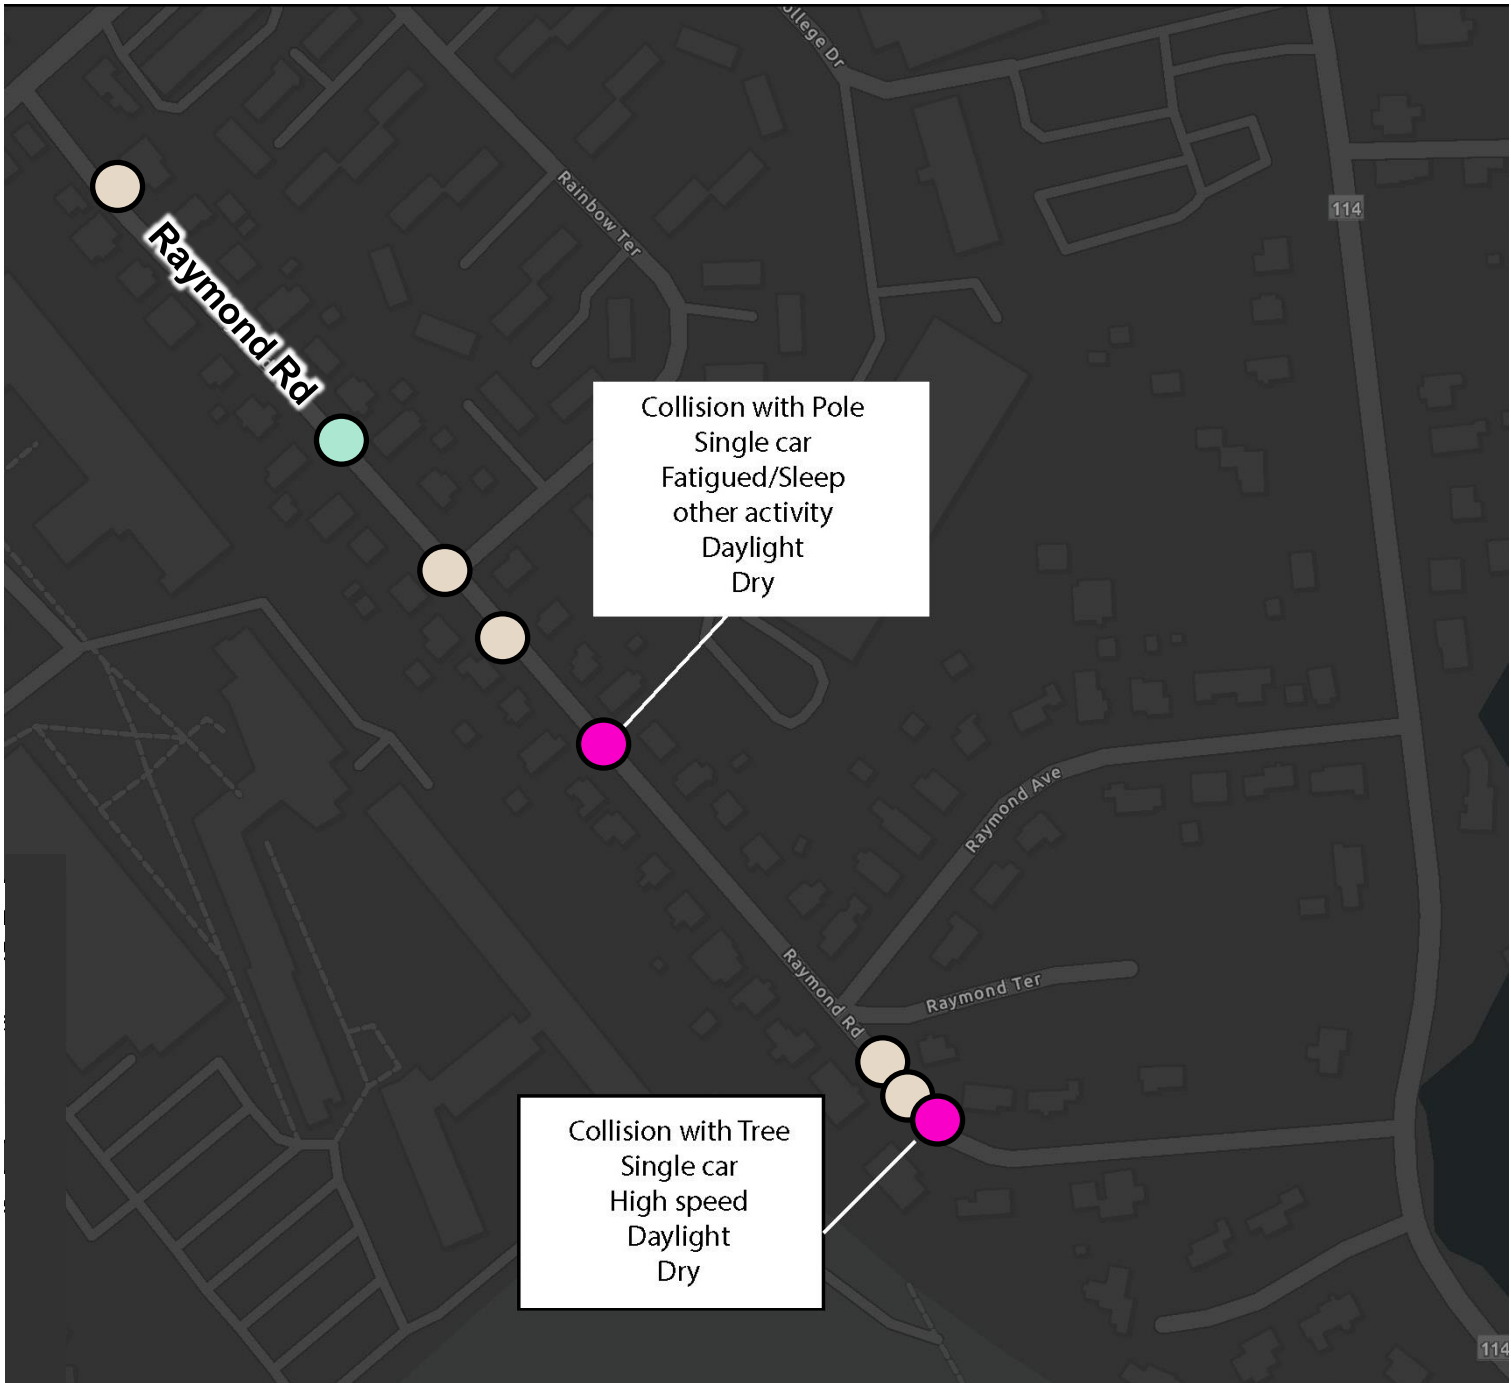 ollege Dr
Rainbow Ter
114
Raymond Rd
Collision with Pole
Single car
Fatigued/Sleep
other activity
Daylight
Dry
Raymond Ave
Raymond Rd
Raymond Ter
Collision with Tree
Single car
High speed
Daylight
Dry
114